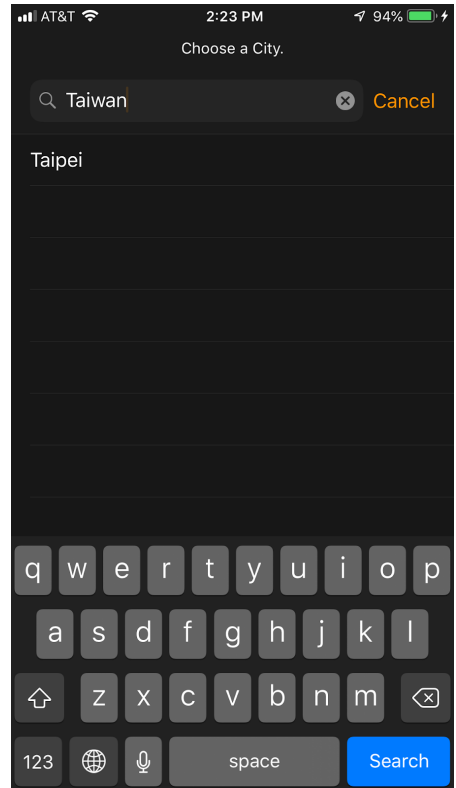 AT&T 2:23 PM 94%
Choose a City.
Taiwan Cancel
Taipei
q w e r t y u i o p
a s d f g h j k l
z x c v b n m
123 space Search